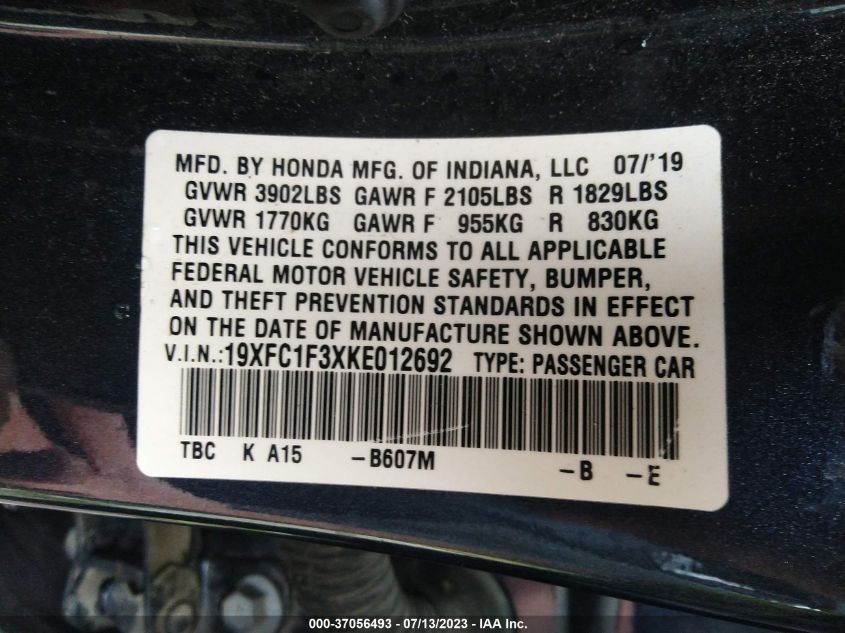 MFD. BY HONDA MFG. OF INDIANA, LLC 07/'19
GVWR 3902LBS GAWR F 2105LBS R 1829LBS
GVWR 1770KG GAWR F 955KG R 830KG
THIS VEHICLE CONFORMS TO ALL APPLICABLE
FEDERAL MOTOR VEHICLE SAFETY, BUMPER,
AND THEFT PREVENTION STANDARDS IN EFFECT
ON THE DATE OF MANUFACTURE SHOWN ABOVE.
V.I.N.:19XFC1F3XKE012692 TYPE: PASSENGER CAR
TBC K A15 -B607M -B -E
000-37056493 - 07/13/2023 - IAA Inc.